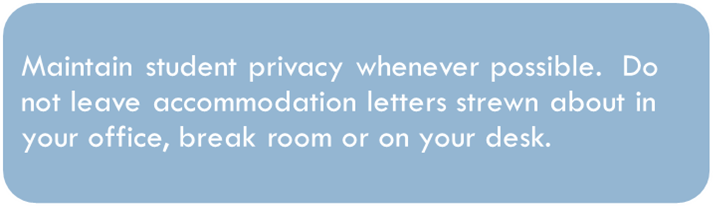 Maintain student privacy whenever possible.  Do
not leave accommodation letters strewn about in
your office, break room or on your desk.